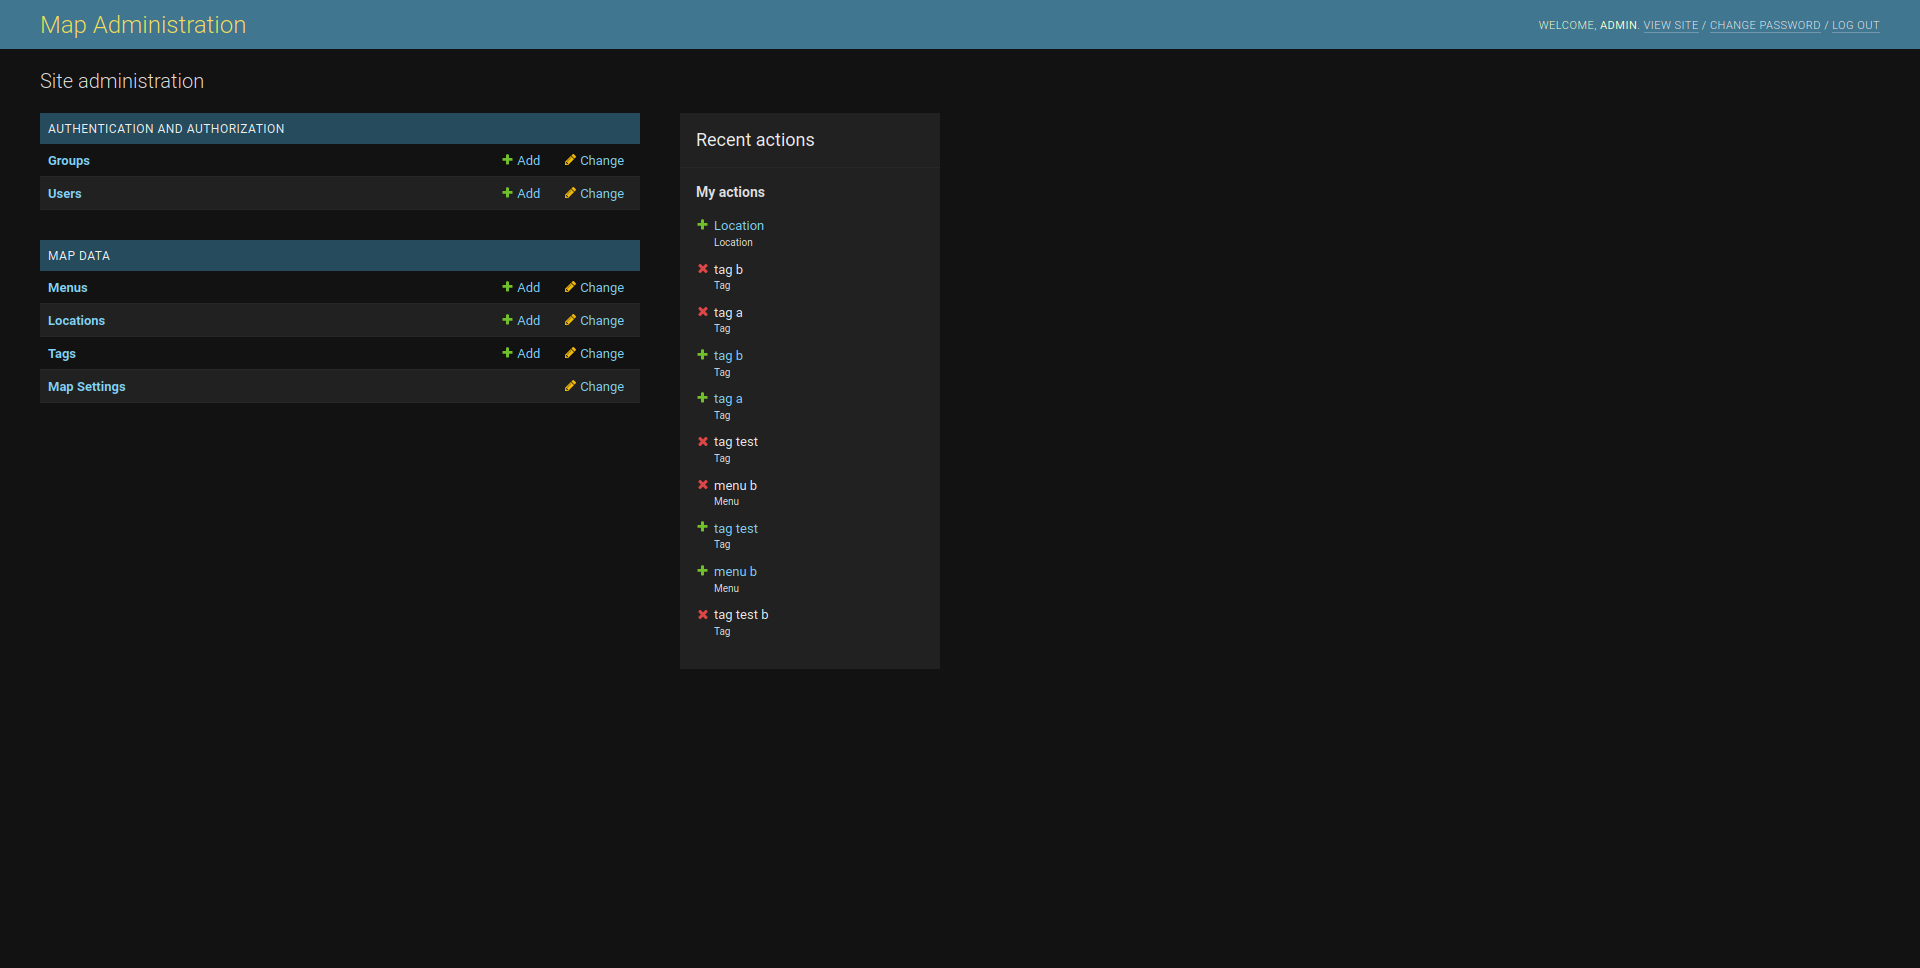 Map Administration
WELCOME, ADMIN. VIEW SITE / CHANGE PASSWORD / LOG OUT
Site administration
AUTHENTICATION AND AUTHORIZATION
Groups Add Change
Users Add Change
MAP DATA
Menus Add Change
Locations Add Change
Tags Add Change
Map Settings Change
Recent actions
My actions
Location
Location
tag b
Tag
tag a
Tag
tag b
Tag
tag a
Tag
tag test
Tag
menu b
Menu
tag test
Tag
menu b
Menu
tag test b
Tag